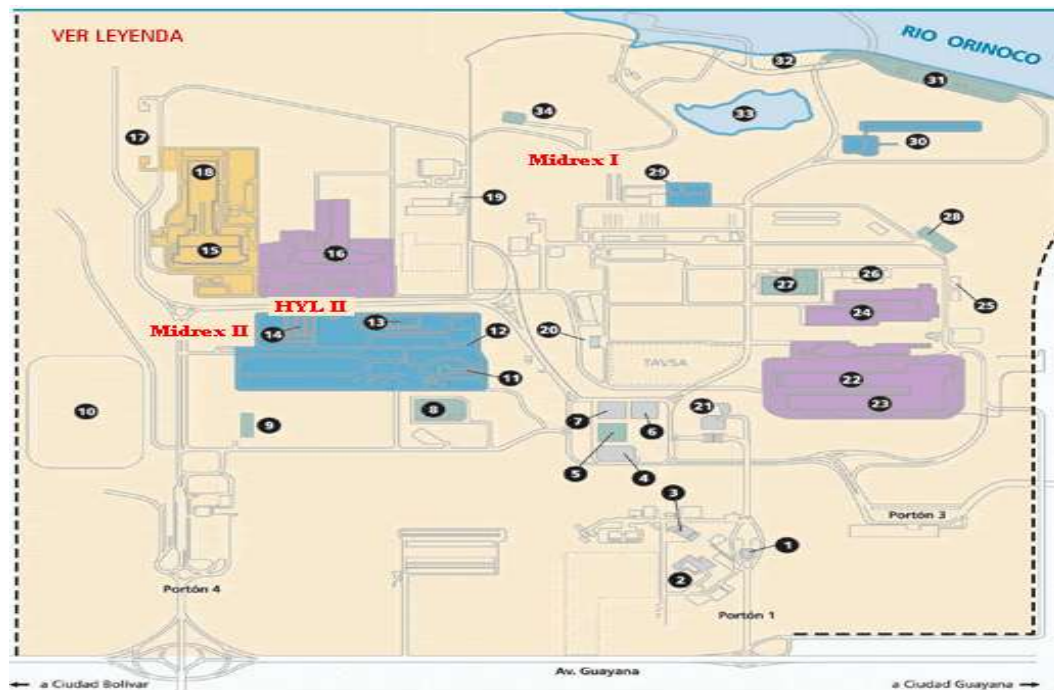 VER LEYENDA
RIO ORINOCO
32
31
34
33
17
30
18
Midrex I
29
19
28
15
16
26
27
25
HYL II
24
13
Midrex II
14
12
20
TAVSA
11
22
10
8
7
21
23
9
6
5
4
3
Portón 3
1
2
Portón 4
Portón 1
Av. Guayana
a Ciudad Bolívar
a Ciudad Guayana